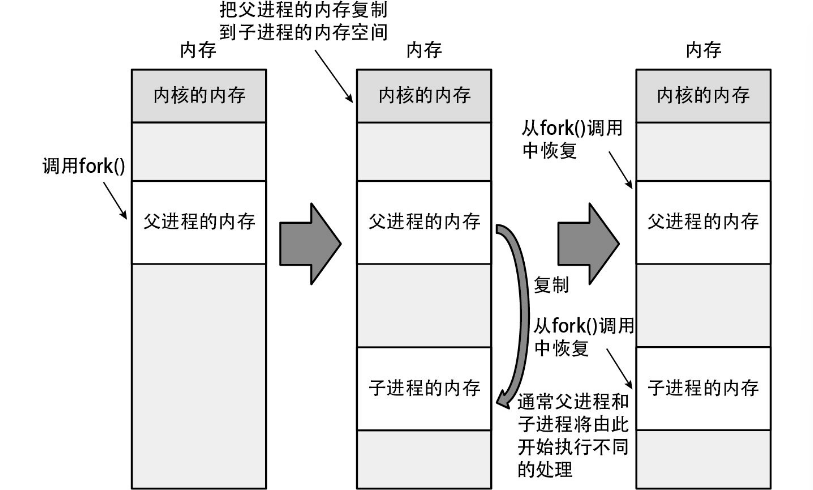 把父进程的内存复制
到子进程的内存空间
内存
内存
内存
内核的内存
内核的内存
内核的内存
调用fork()
从fork()调用
中恢复
父进程的内存
父进程的内存
父进程的内存
复制
从fork()调用
中恢复
子进程的内存
子进程的内存
通常父进程和
子进程将由此
开始执行不同
的处理